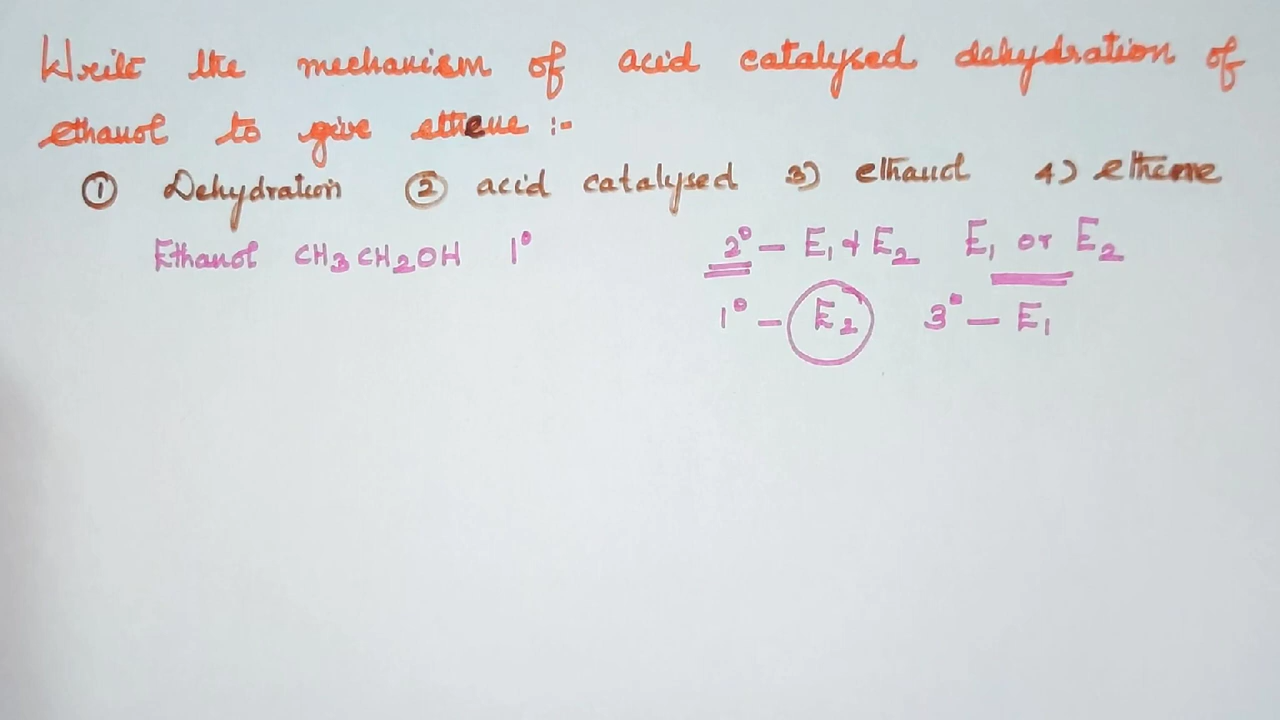 Write the mechanism of acid catalysed dehydration of
ethanol to give ethene :-
① Dehydration ② acid catalysed 3) ethanol 4) ethene
Ethanol CH₃CH₂OH 1° 2° – E₁ & E₂ E₁ or E₂
1° – E₂ 3° – E₁